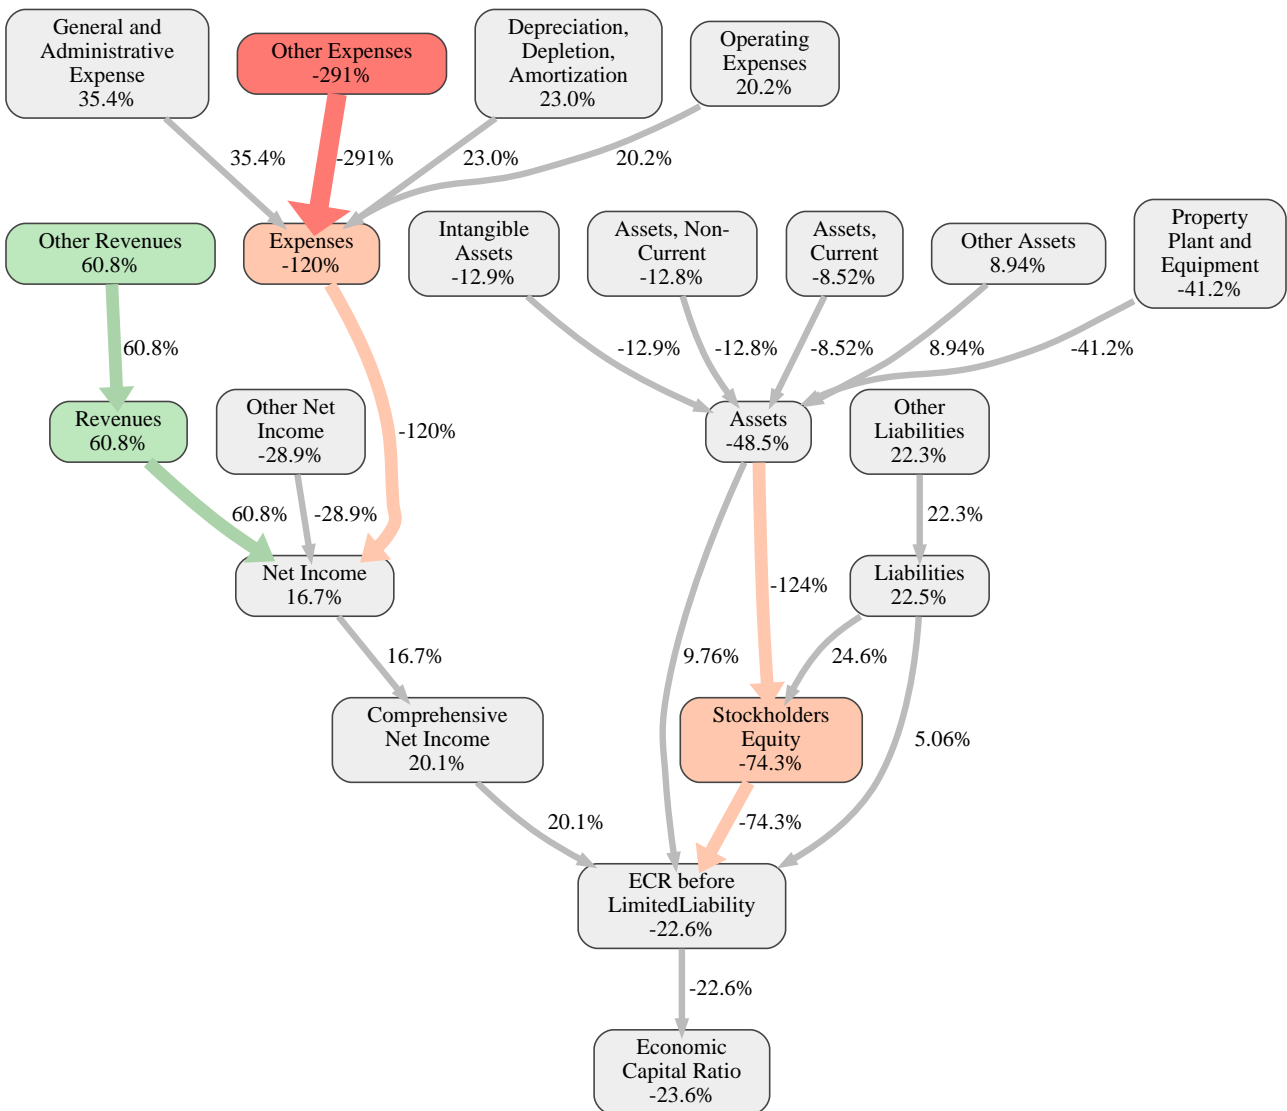 General and
Administrative
Expense
35.4%
Other Expenses
-291%
Depreciation,
Depletion,
Amortization
23.0%
Operating
Expenses
20.2%
35.4%
-291%
23.0%
20.2%
Other Revenues
60.8%
Expenses
-120%
Intangible
Assets
-12.9%
Assets, Non-
Current
-12.8%
Assets,
Current
-8.52%
Other Assets
8.94%
Property
Plant and
Equipment
-41.2%
60.8%
-12.9%
-12.8%
-8.52%
8.94%
-41.2%
Revenues
60.8%
Other Net
Income
-28.9%
-120%
Assets
-48.5%
Other
Liabilities
22.3%
60.8%
-28.9%
22.3%
Net Income
16.7%
-124%
Liabilities
22.5%
16.7%
9.76%
24.6%
Comprehensive
Net Income
20.1%
Stockholders
Equity
-74.3%
5.06%
20.1%
-74.3%
ECR before
LimitedLiability
-22.6%
-22.6%
Economic
Capital Ratio
-23.6%